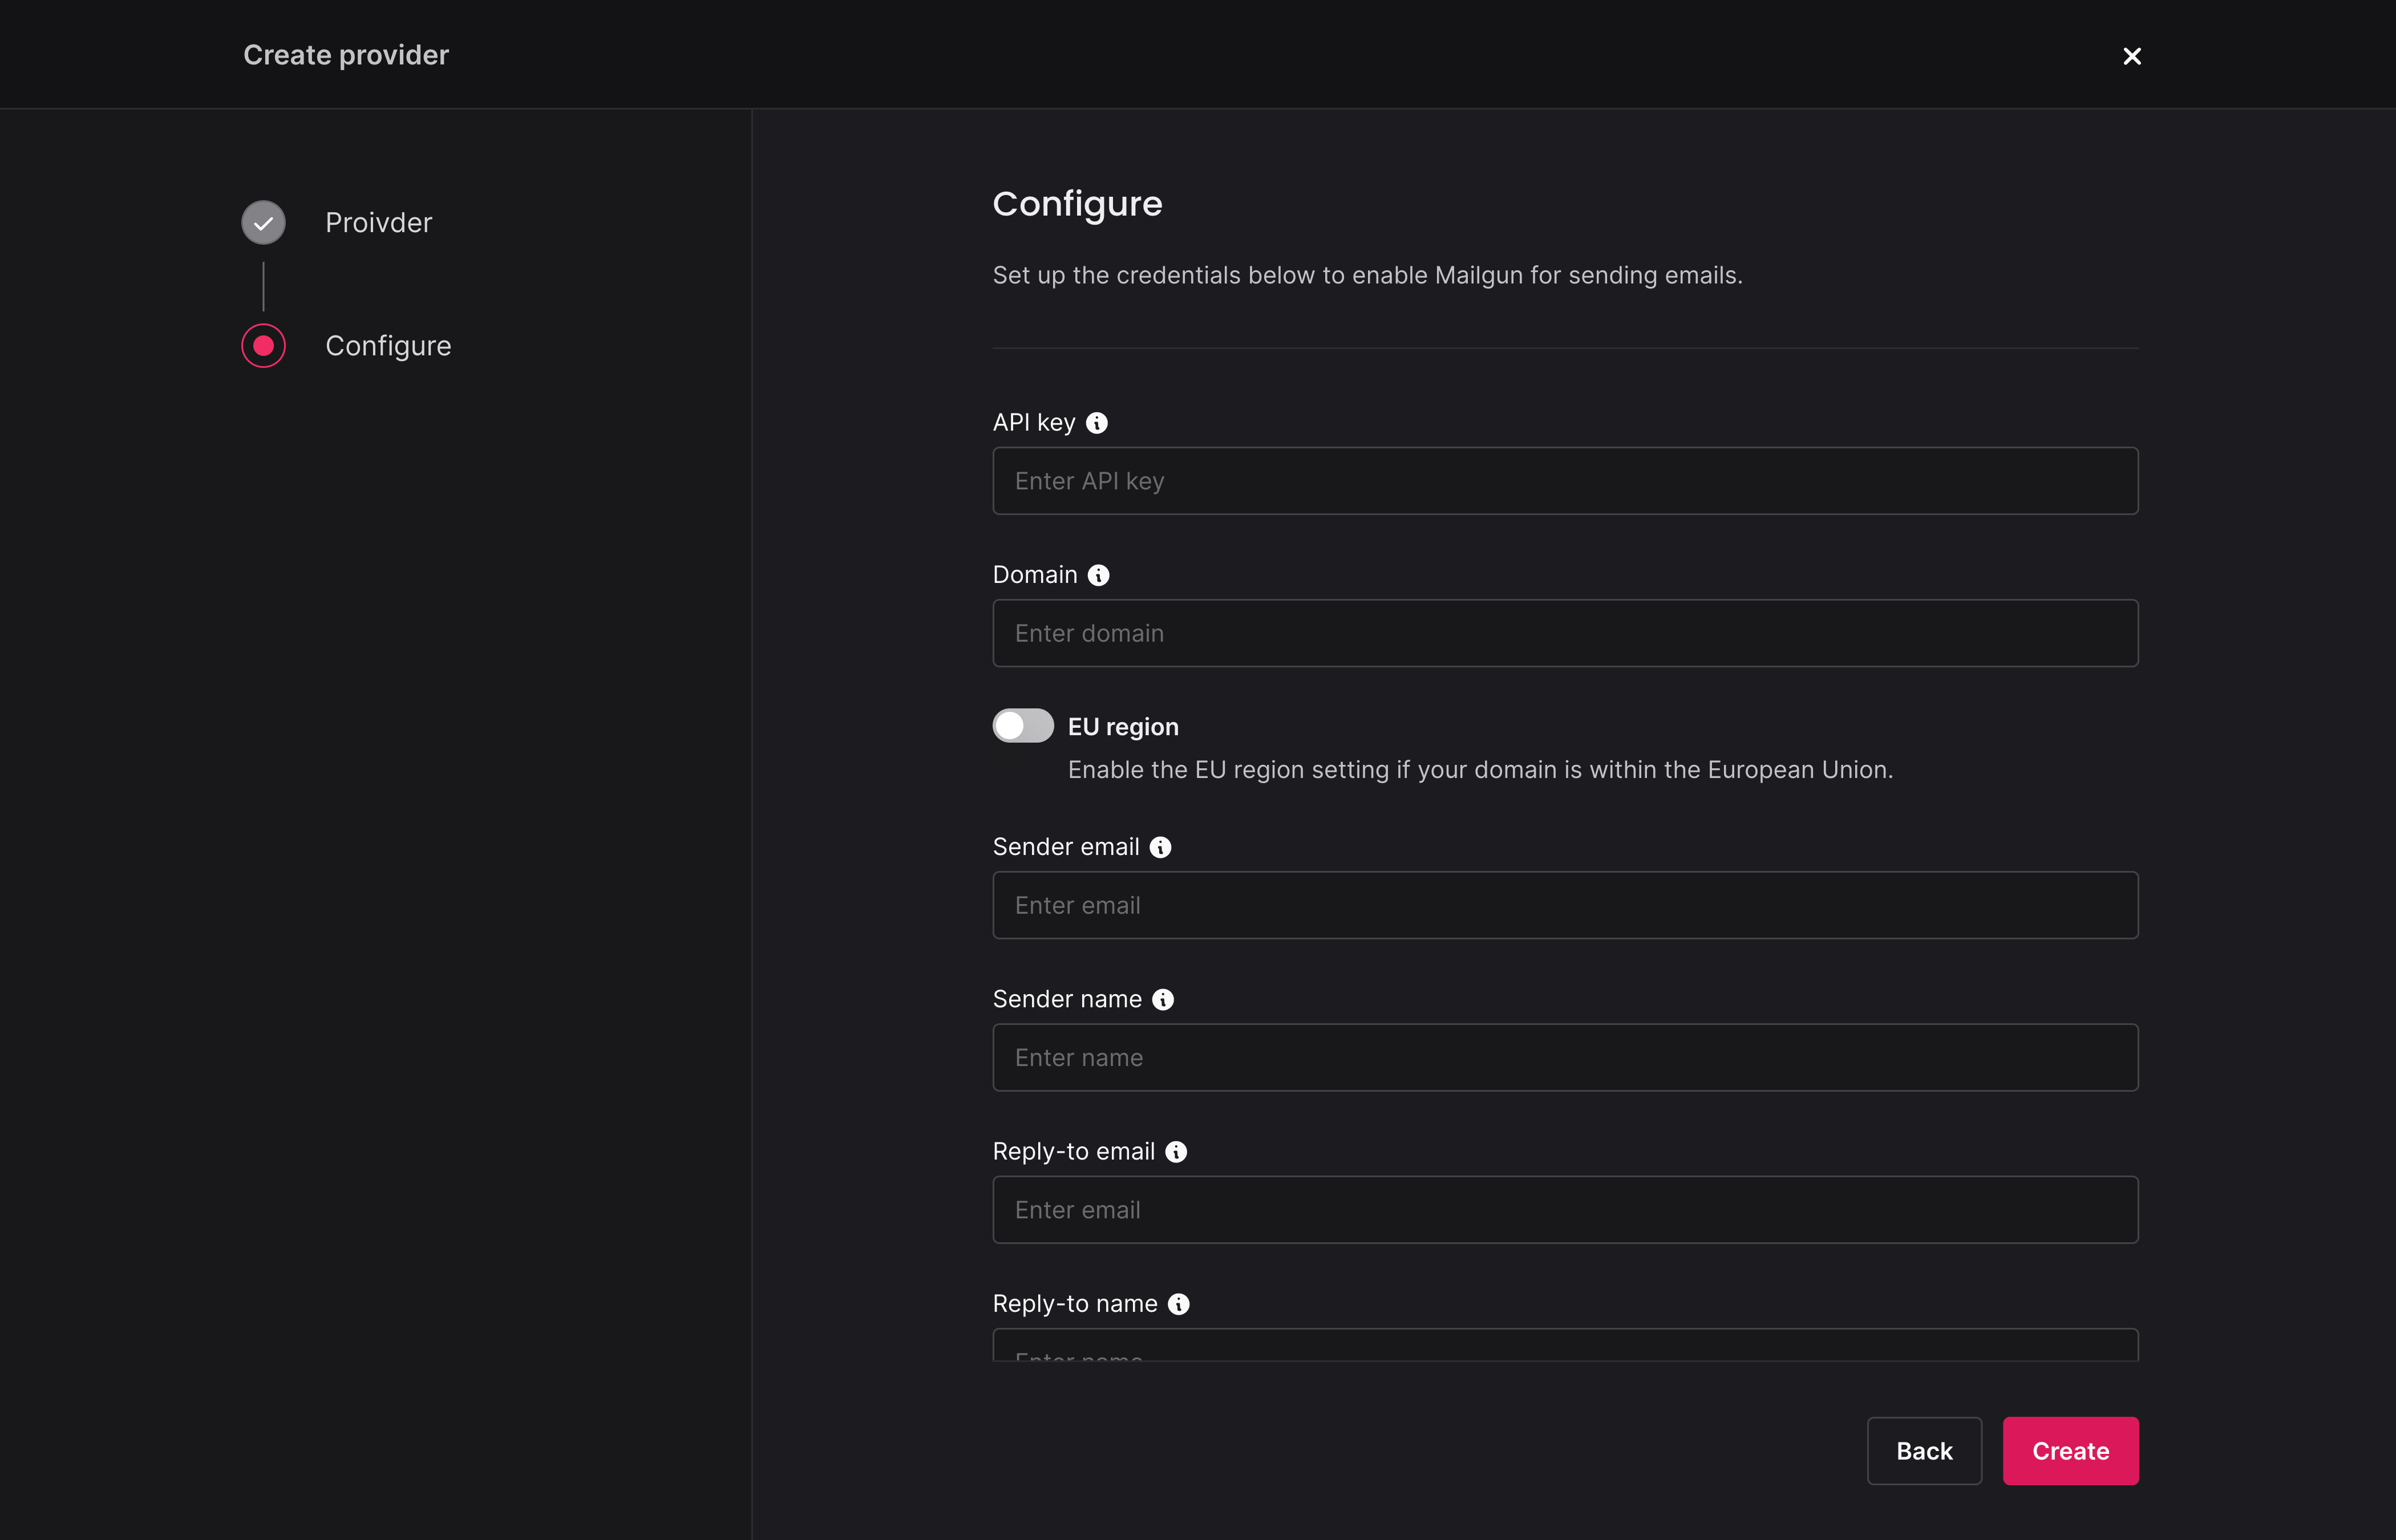 Create provider
Proivder
Configure
Configure
Set up the credentials below to enable Mailgun for sending emails.
API key
Enter API key
Domain
Enter domain
EU region
Enable the EU region setting if your domain is within the European Union.
Sender email
Enter email
Sender name
Enter name
Reply-to email
Enter email
Reply-to name
Enter name
Back
Create